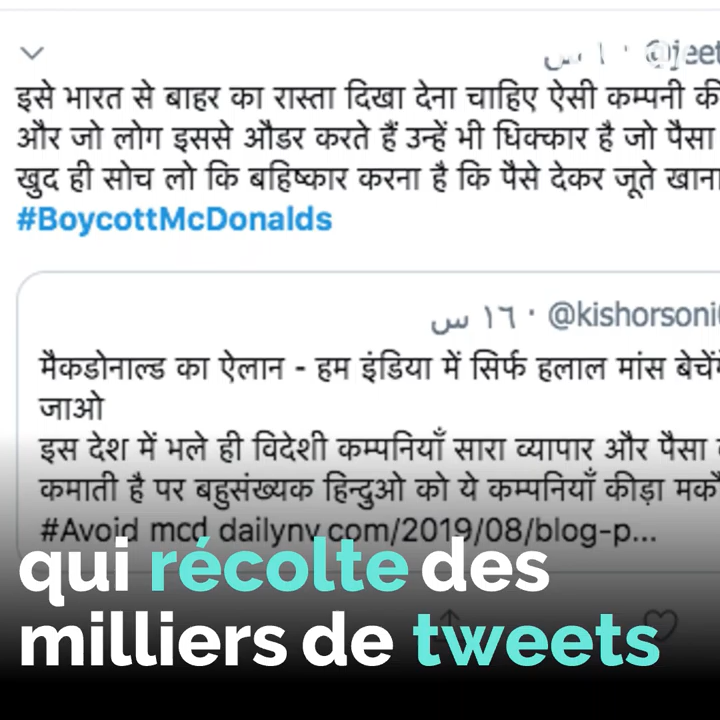 @jeet
इसे भारत से बाहर का रास्ता दिखा देना चाहिए ऐसी कम्पनी की
और जो लोग इससे औडर करते हैं उन्हें भी धिक्कार है जो पैसा
खुद ही सोच लो कि बहिष्कार करना है कि पैसे देकर जूते खाना
#BoycottMcDonalds
@kishorsoni · ١٦ س
मैकडोनाल्ड का ऐलान - हम इंडिया में सिर्फ हलाल मांस बेचेंगे
जाओ
इस देश में भले ही विदेशी कम्पनियाँ सारा व्यापार और पैसा
कमाती है पर बहुसंख्यक हिन्दुओ को ये कम्पनियाँ कीड़ा मकौ
#Avoid mcd dailynv.com/2019/08/blog-p...
qui récolte des
milliers de tweets